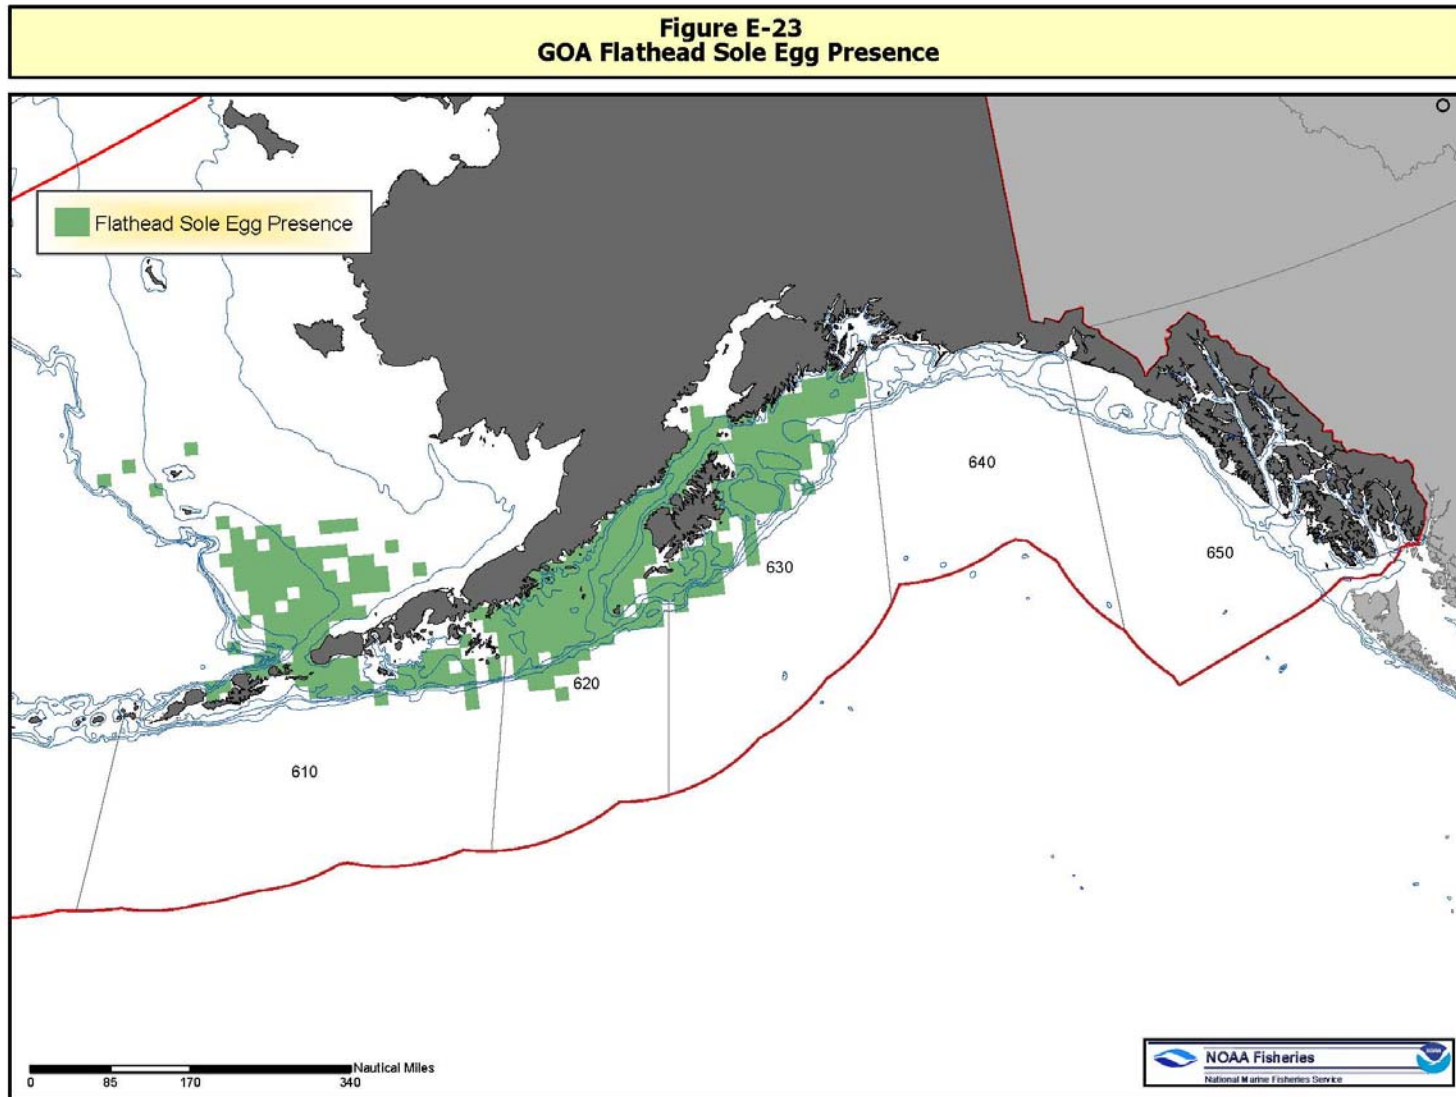 Figure E-23
GOA Flathead Sole Egg Presence
Flathead Sole Egg Presence
640
650
630
620
610
Nautical Miles
0 85 170 340
NOAA Fisheries
National Marine Fisheries Service